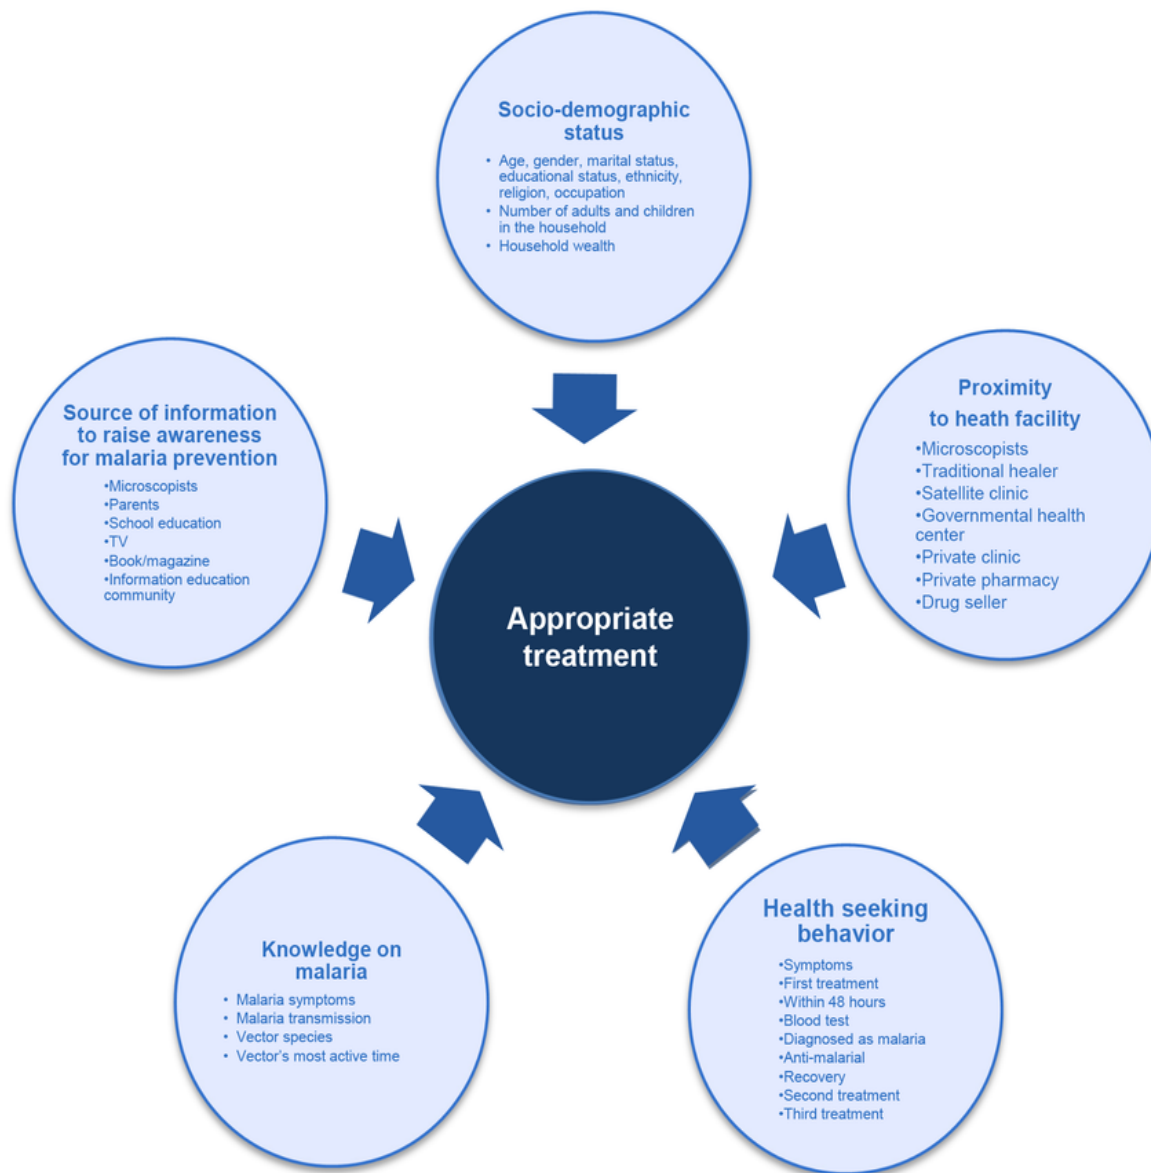 Socio-demographic
status
• Age, gender, marital status,
educational status, ethnicity,
religion, occupation
• Number of adults and children
in the household
• Household wealth
Source of information
to raise awareness
for malaria prevention
•Microscopists
•Parents
•School education
•TV
•Book/magazine
•Information education
community
Proximity
to heath facility
•Microscopists
•Traditional healer
•Satellite clinic
•Governmental health
center
•Private clinic
•Private pharmacy
•Drug seller
Appropriate
treatment
Knowledge on
malaria
• Malaria symptoms
• Malaria transmission
• Vector species
• Vector's most active time
Health seeking
behavior
•Symptoms
•First treatment
•Within 48 hours
•Blood test
•Diagnosed as malaria
•Anti-malarial
•Recovery
•Second treatment
•Third treatment